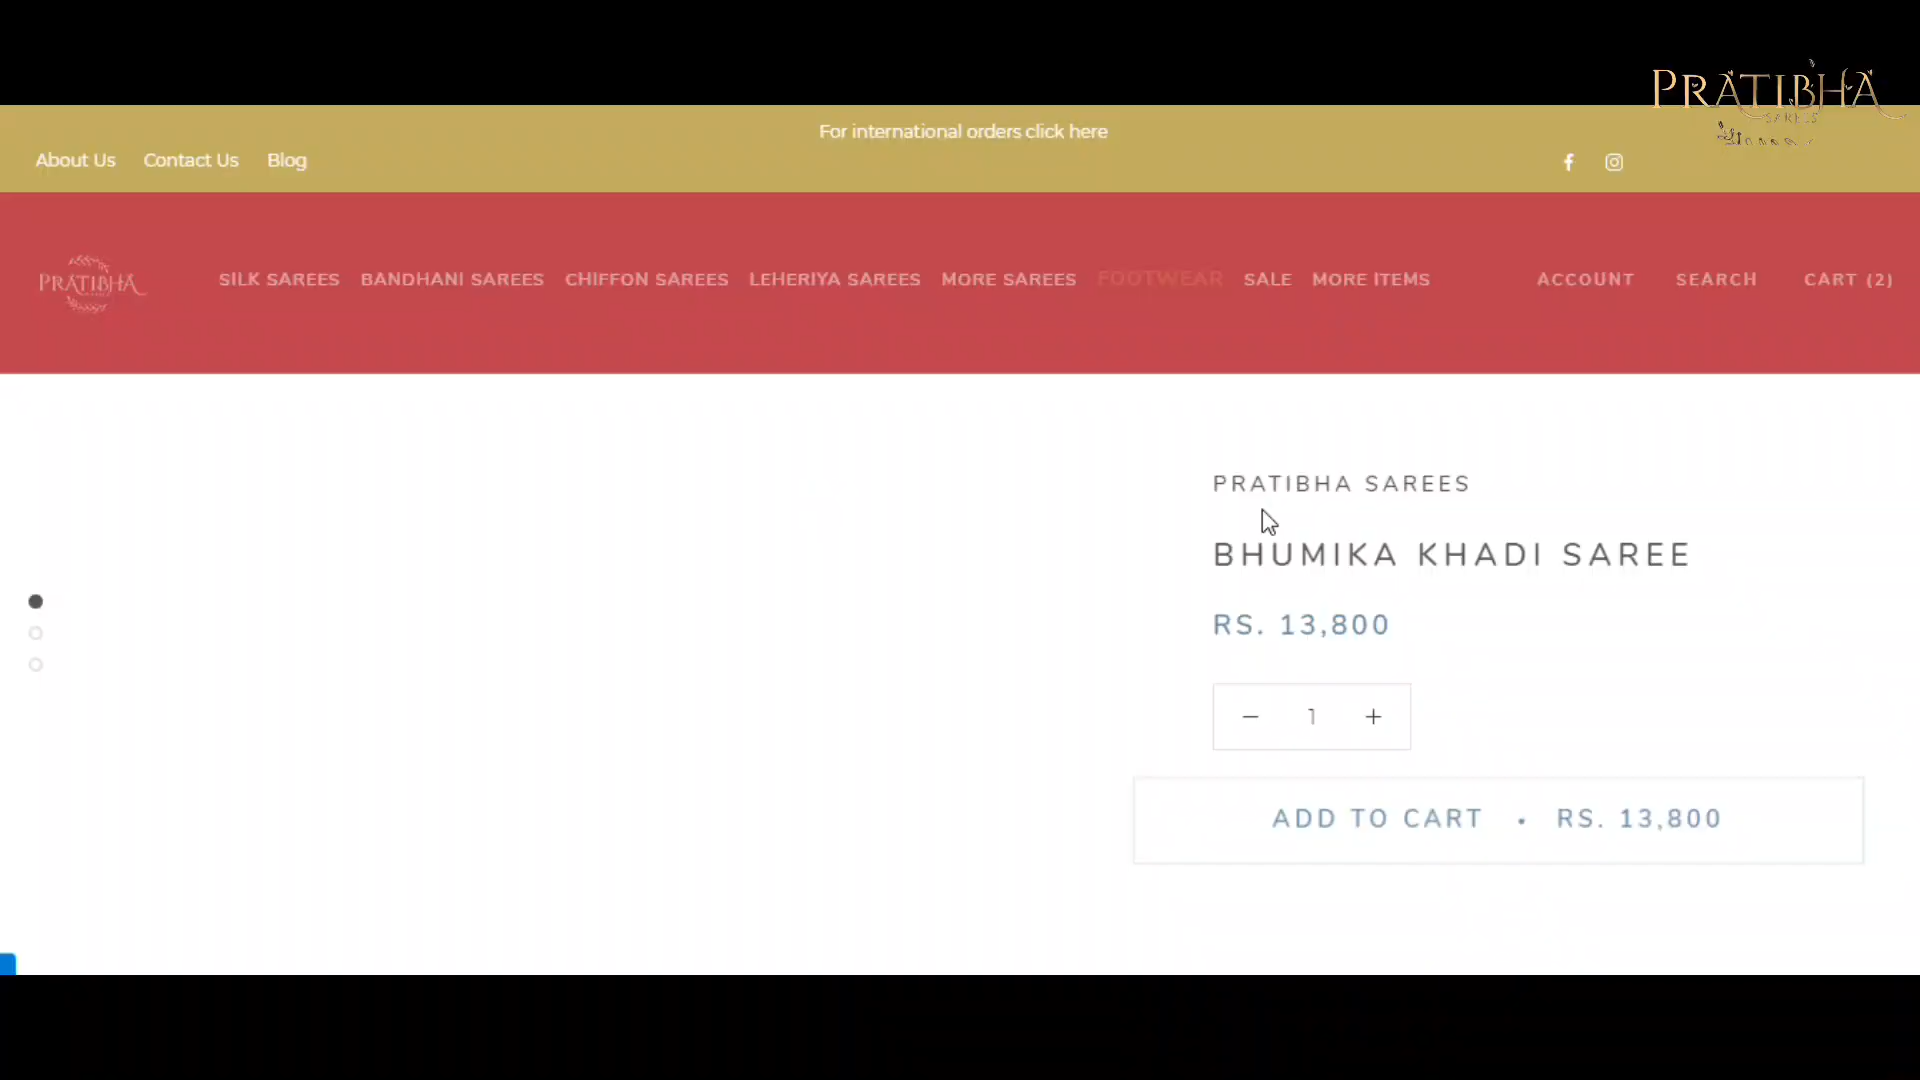 PRATIBHA
SAREES
For international orders click here
About Us Contact Us Blog
PRATIBHA
SILK SAREES BANDHANI SAREES CHIFFON SAREES LEHERIYA SAREES MORE SAREES FOOTWEAR SALE MORE ITEMS ACCOUNT SEARCH CART (2)
PRATIBHA SAREES
BHUMIKA KHADI SAREE
RS. 13,800
− 1 +
ADD TO CART • RS. 13,800